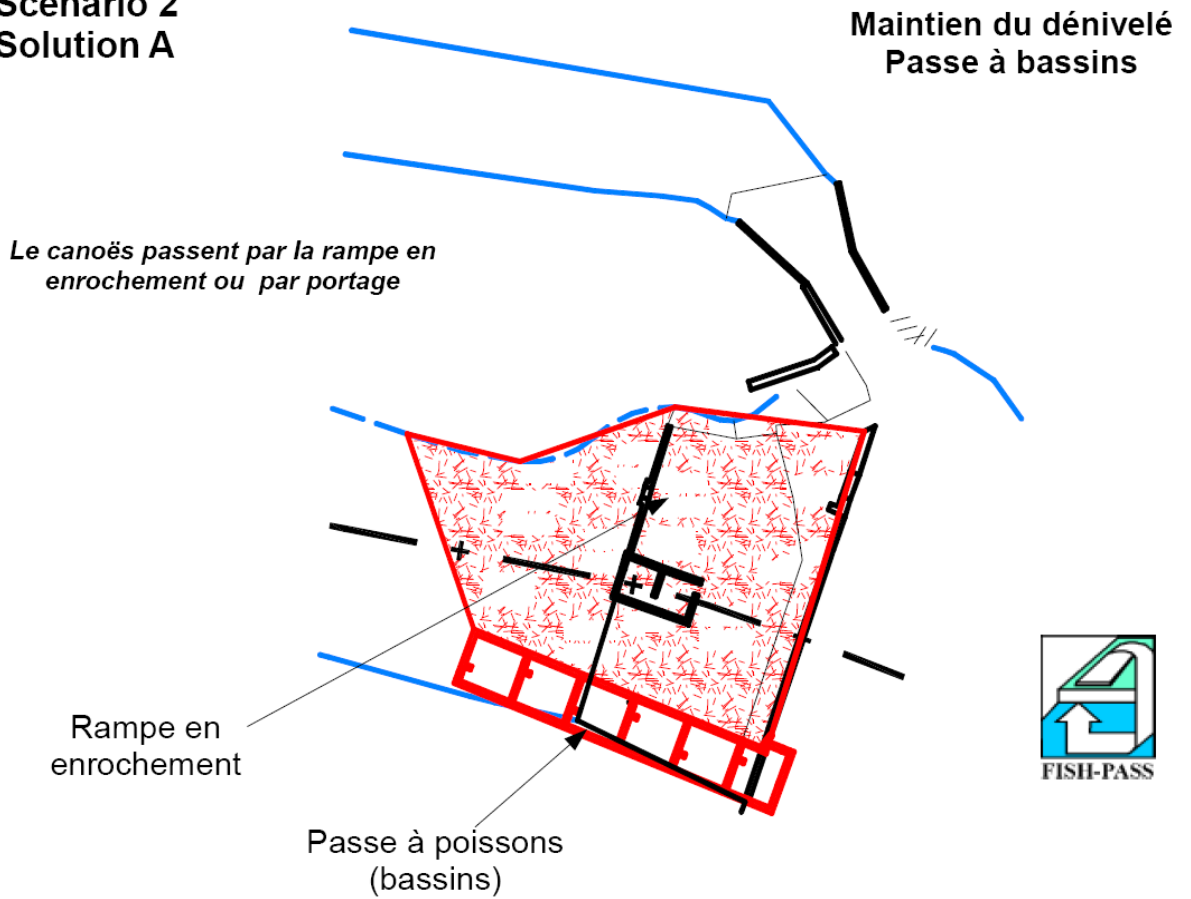 Scénario 2
Solution A
Maintien du dénivelé
Passe à bassins
Le canoës passent par la rampe en
enrochement ou par portage
Rampe en
enrochement
Passe à poissons
(bassins)
FISH-PASS